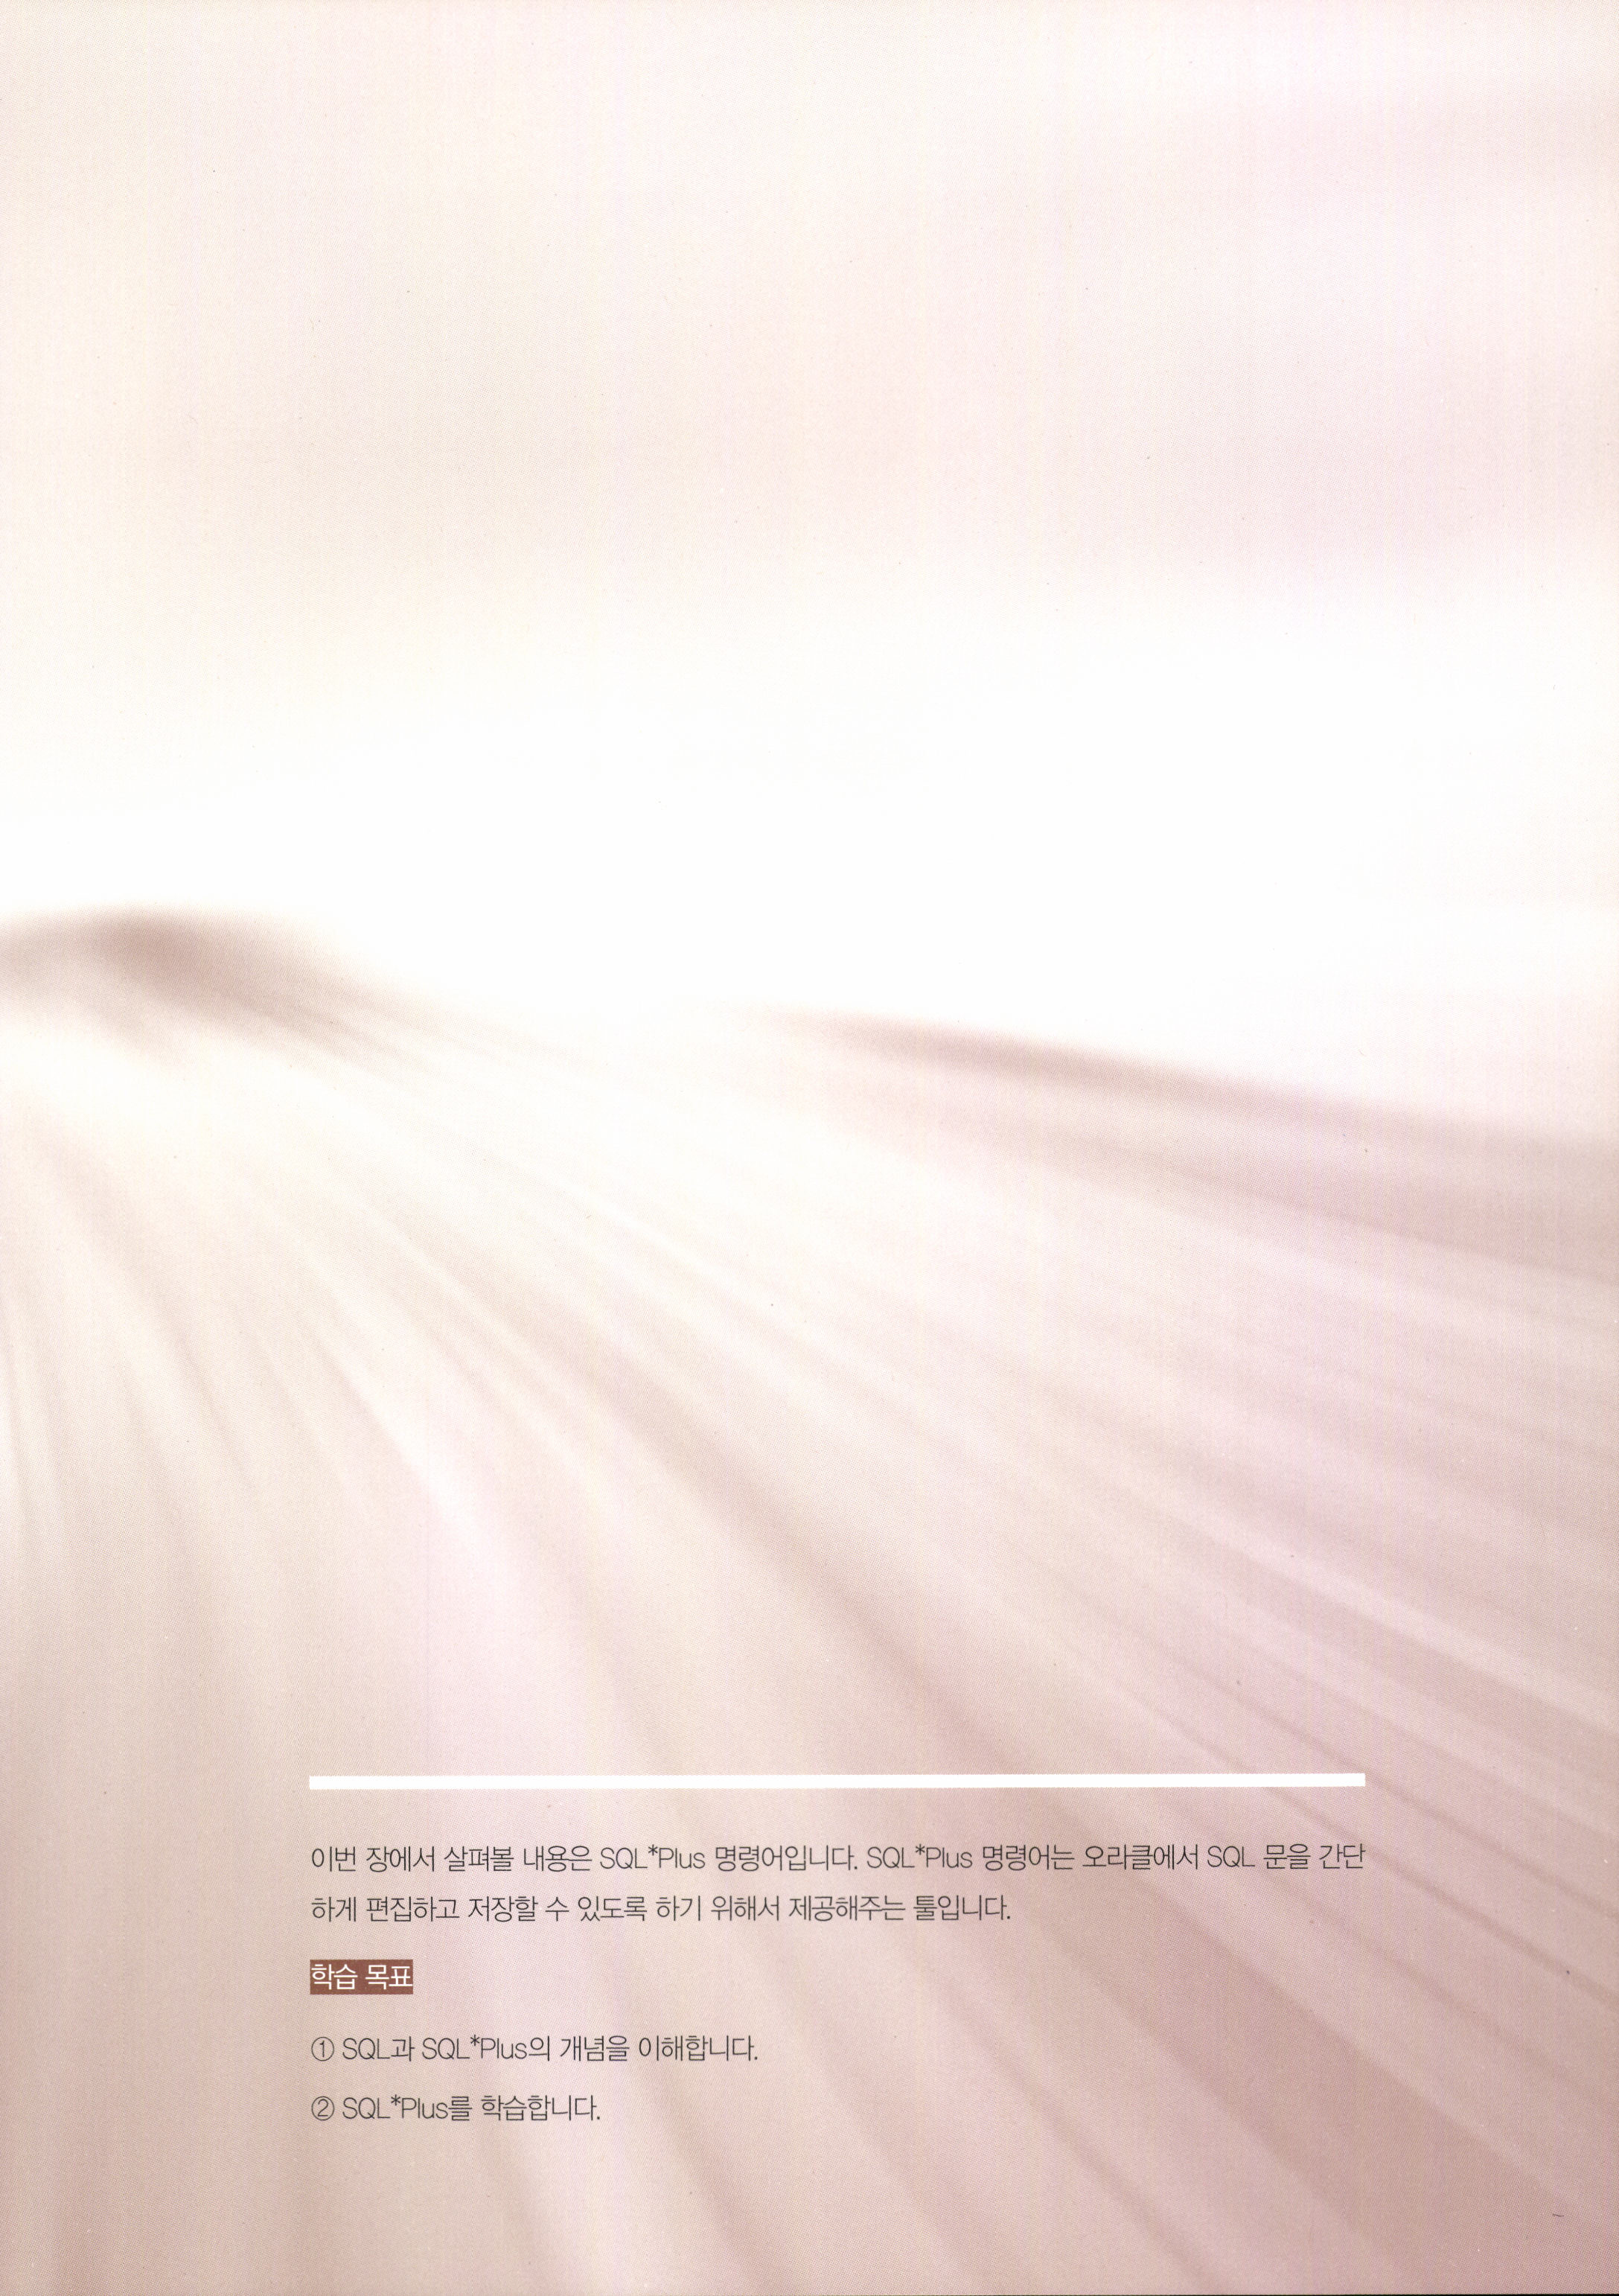 이번 장에서 살펴볼 내용은 SQL*Plus 명령어입니다. SQL*Plus 명령어는 오라클에서 SQL 문을 간단
하게 편집하고 저장할 수 있도록 하기 위해서 제공해주는 툴입니다.
학습 목표
① SQL과 SQL*Plus의 개념을 이해합니다.
② SQL*Plus를 학습합니다.